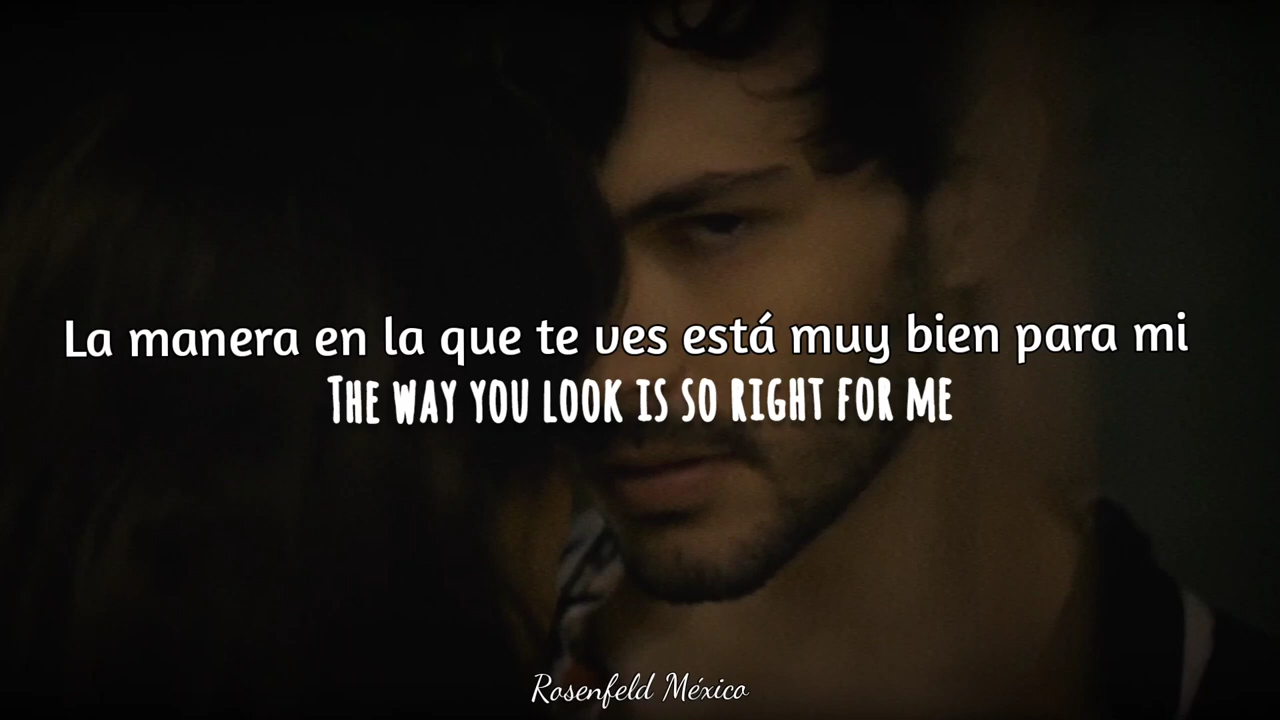 La manera en la que te ves está muy bien para mi
The way you look is so right for me
Rosenfeld México